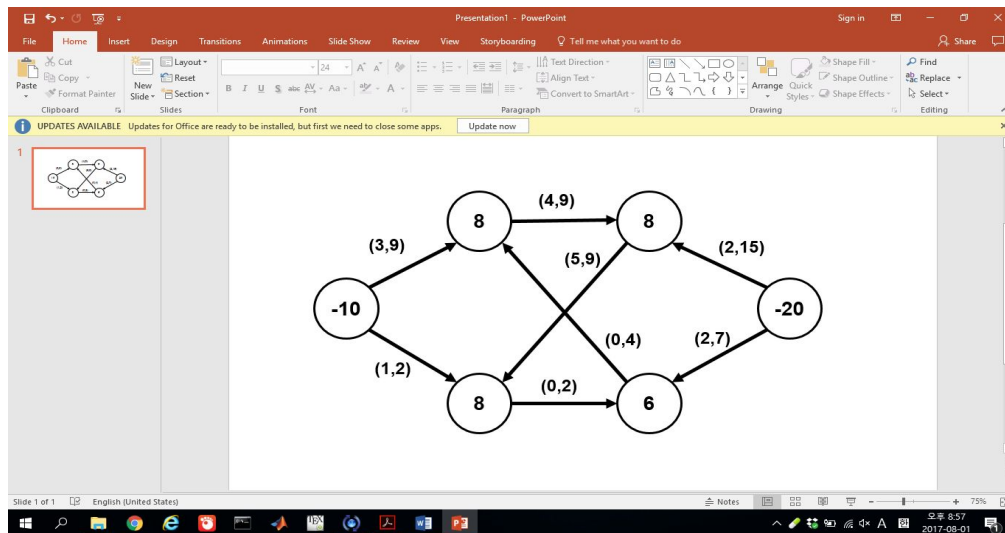 Presentation1 - PowerPoint
Sign in
File Home Insert Design Transitions Animations Slide Show Review View Storyboarding Tell me what you want to do
Share
Paste
Cut
Copy
Format Painter
Clipboard
New Slide
Layout
Reset
Section
Slides
24
A A
B I U S abc AV Aa A
Font
Text Direction
Align Text
Convert to SmartArt
Paragraph
Arrange
Quick Styles
Shape Fill
Shape Outline
Shape Effects
Drawing
Find
Replace
Select
Editing
UPDATES AVAILABLE Updates for Office are ready to be installed, but first we need to close some apps. Update now
1
(4,9)
8 8
(3,9) (5,9) (2,15)
-10 -20
(0,4) (2,7)
(1,2)
(0,2)
8 6
Slide 1 of 1 English (United States)
Notes
75%
A
오후 8:57
2017-08-01